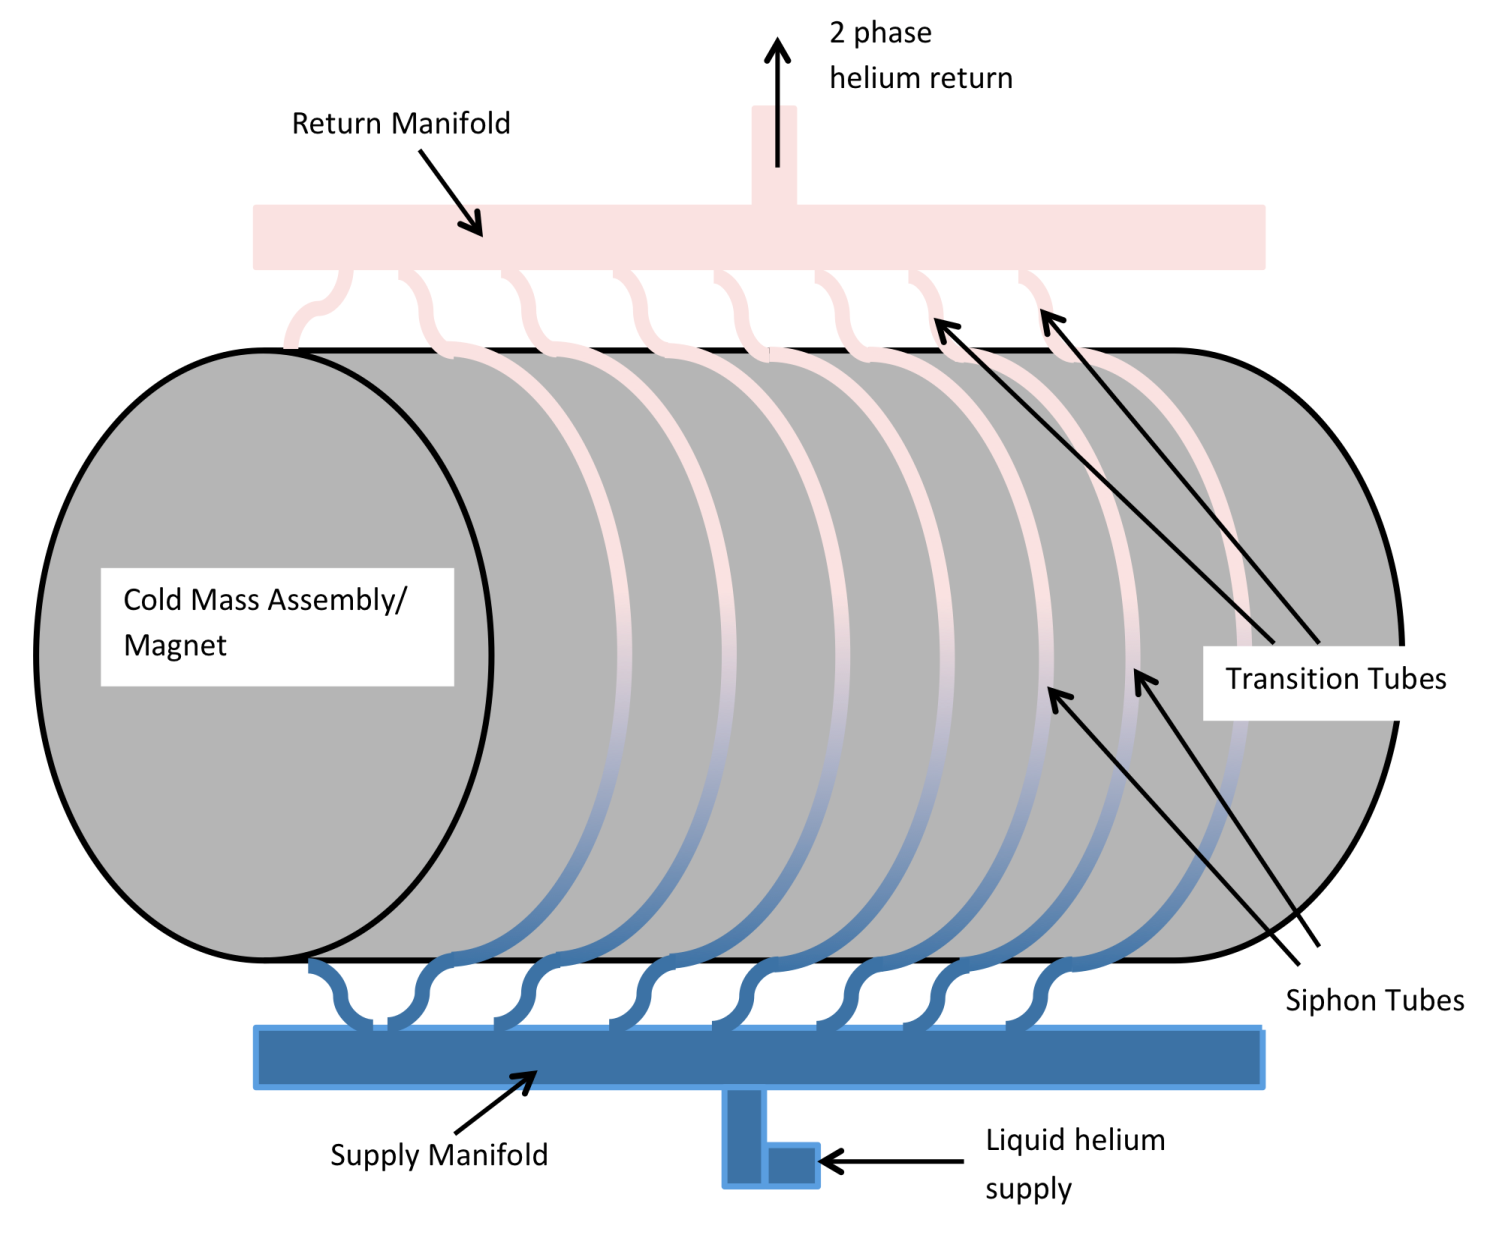 2 phase
helium return
Return Manifold
Cold Mass Assembly/
Magnet
Transition Tubes
Siphon Tubes
Supply Manifold
Liquid helium
supply